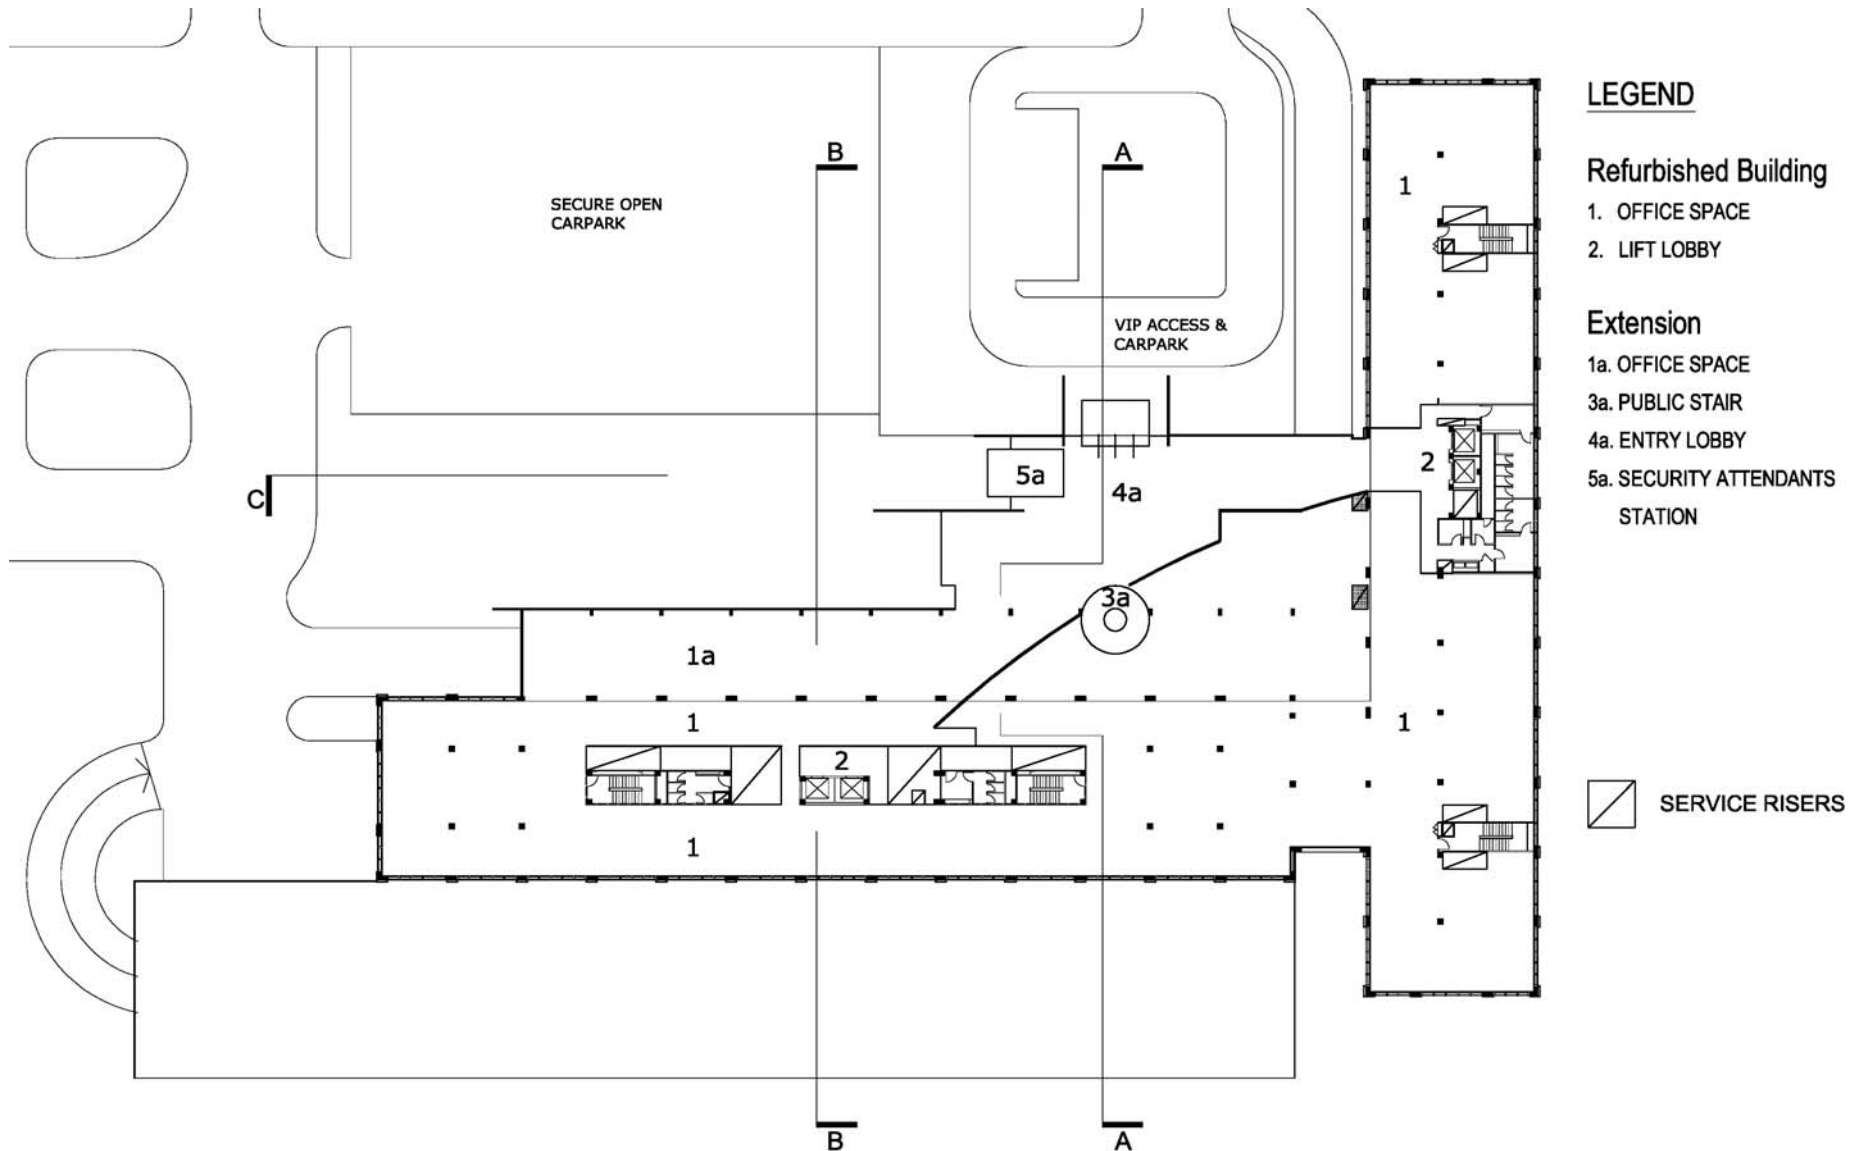 LEGEND
Refurbished Building
1. OFFICE SPACE
2. LIFT LOBBY
Extension
1a. OFFICE SPACE
3a. PUBLIC STAIR
4a. ENTRY LOBBY
5a. SECURITY ATTENDANTS
STATION
SERVICE RISERS
B
A
SECURE OPEN
CARPARK
1
VIP ACCESS &
CARPARK
2
5a
4a
C
3a
1a
1
1
2
1
B
A